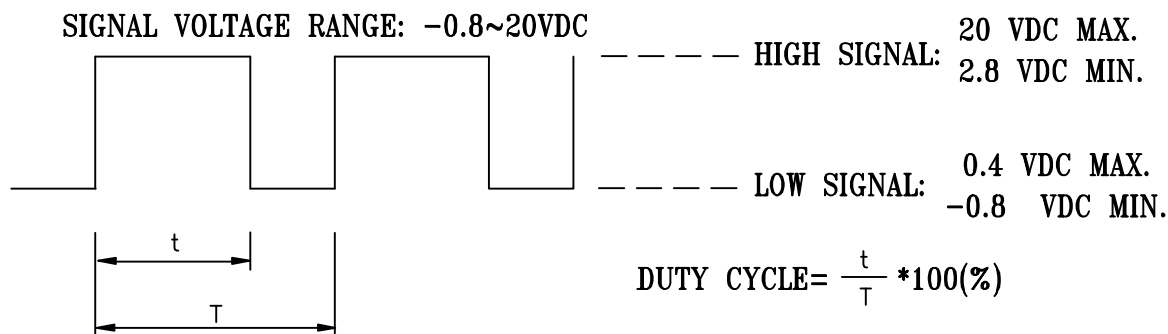 SIGNAL VOLTAGE RANGE: -0.8~20VDC
HIGH SIGNAL: 20 VDC MAX.
2.8 VDC MIN.
LOW SIGNAL: 0.4 VDC MAX.
-0.8 VDC MIN.
t
T
DUTY CYCLE= t/T *100(%)